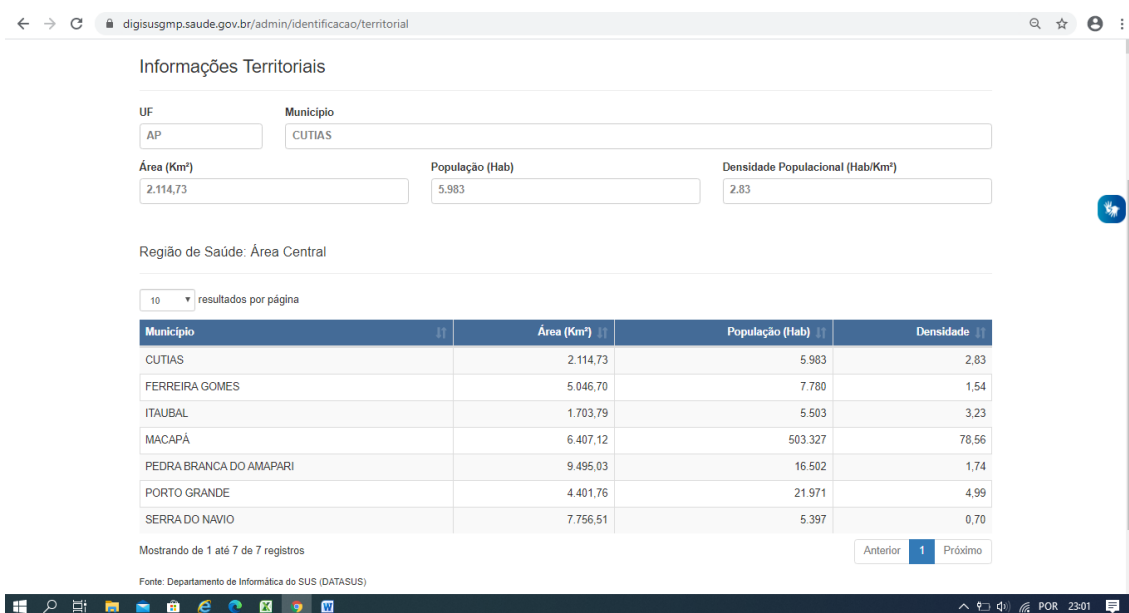 digisusgmp.saude.gov.br/admin/identificacao/territorial
Informações Territoriais
UF Município
AP CUTIAS
Área (Km²) População (Hab) Densidade Populacional (Hab/Km²)
2.114,73 5.983 2.83
Região de Saúde: Área Central
10 resultados por página
Município Área (Km²) População (Hab) Densidade
CUTIAS 2.114,73 5.983 2,83
FERREIRA GOMES 5.046,70 7.780 1,54
ITAUBAL 1.703,79 5.503 3,23
MACAPÁ 6.407,12 503.327 78,56
PEDRA BRANCA DO AMAPARI 9.495,03 16.502 1,74
PORTO GRANDE 4.401,76 21.971 4,99
SERRA DO NAVIO 7.756,51 5.397 0,70
Mostrando de 1 até 7 de 7 registros Anterior 1 Próximo
Fonte: Departamento de Informática do SUS (DATASUS)
POR 23:01